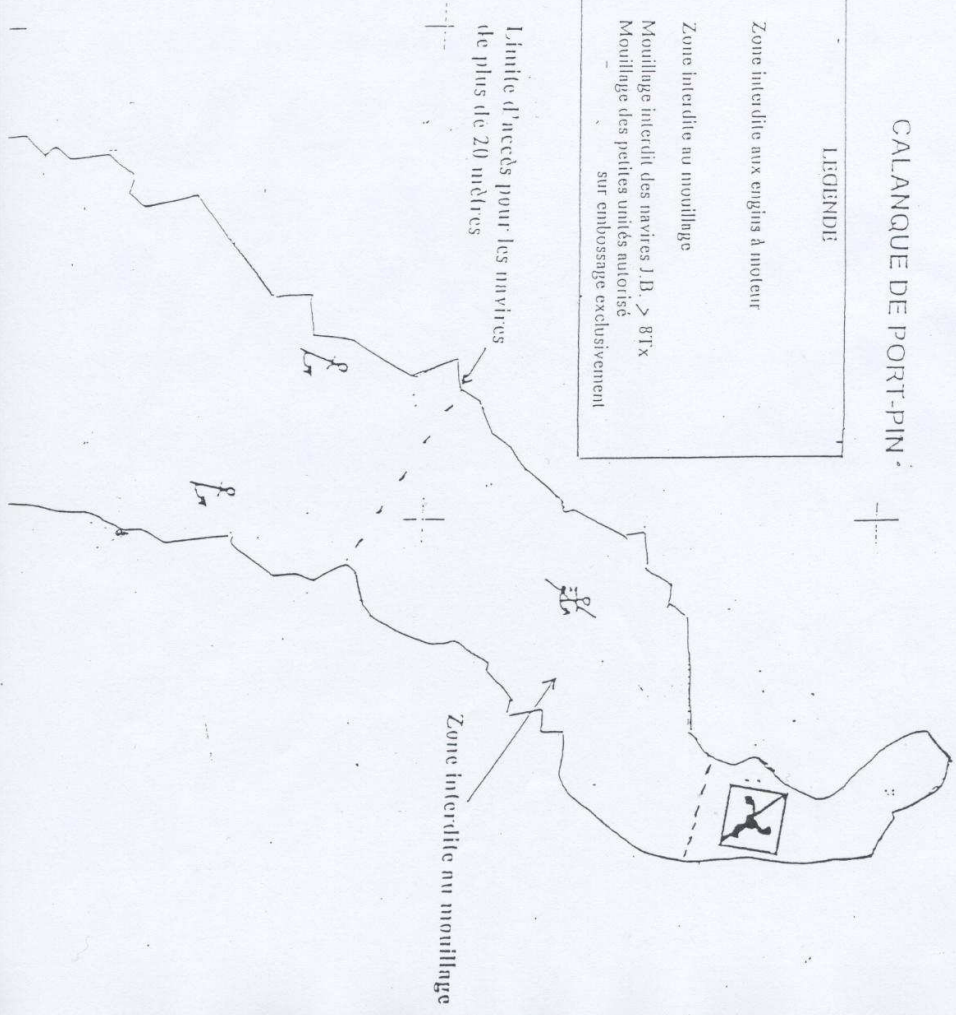 CALANQUE DE PORT-PIN
LEGENDE
Zone interdite aux engins à moteur
Zone interdite au mouillage
Mouillage interdit des navires J.B. > 8Tx
Mouillage des petites unités autorisé
sur embossage exclusivement
Limite d'accès pour les navires
de plus de 20 mètres
Zone interdite au mouillage